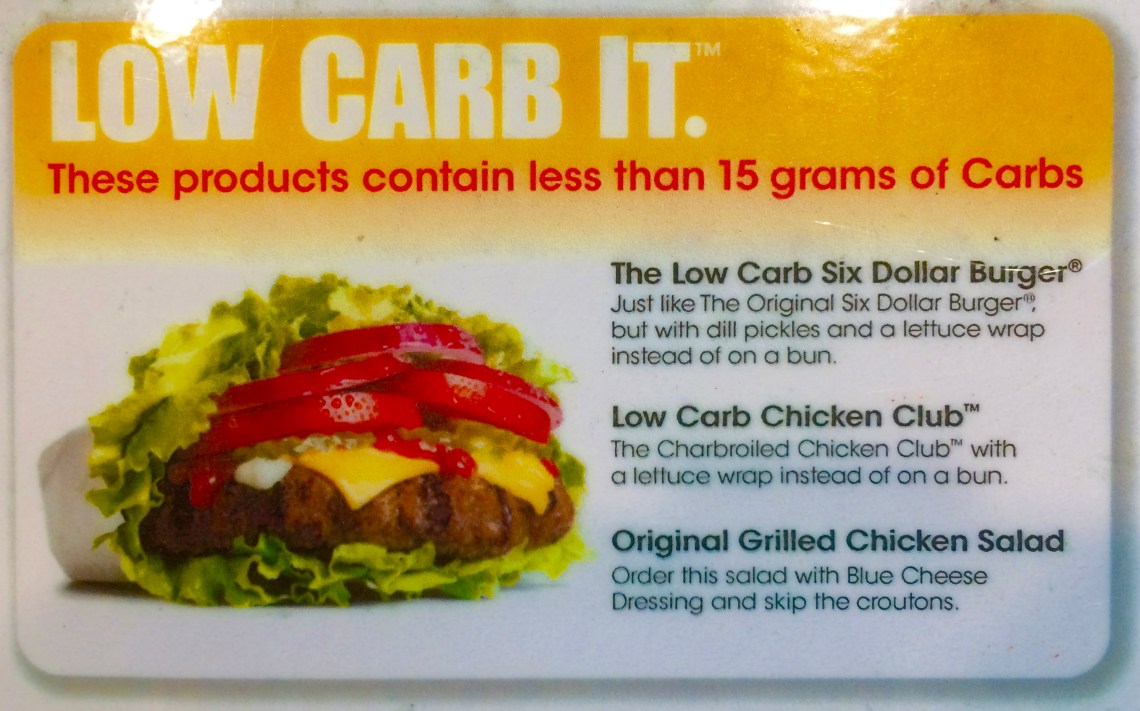 LOW CARB IT.™
These products contain less than 15 grams of Carbs
The Low Carb Six Dollar Burger®
Just like The Original Six Dollar Burger®,
but with dill pickles and a lettuce wrap
instead of on a bun.
Low Carb Chicken Club™
The Charbroiled Chicken Club™ with
a lettuce wrap instead of on a bun.
Original Grilled Chicken Salad
Order this salad with Blue Cheese
Dressing and skip the croutons.